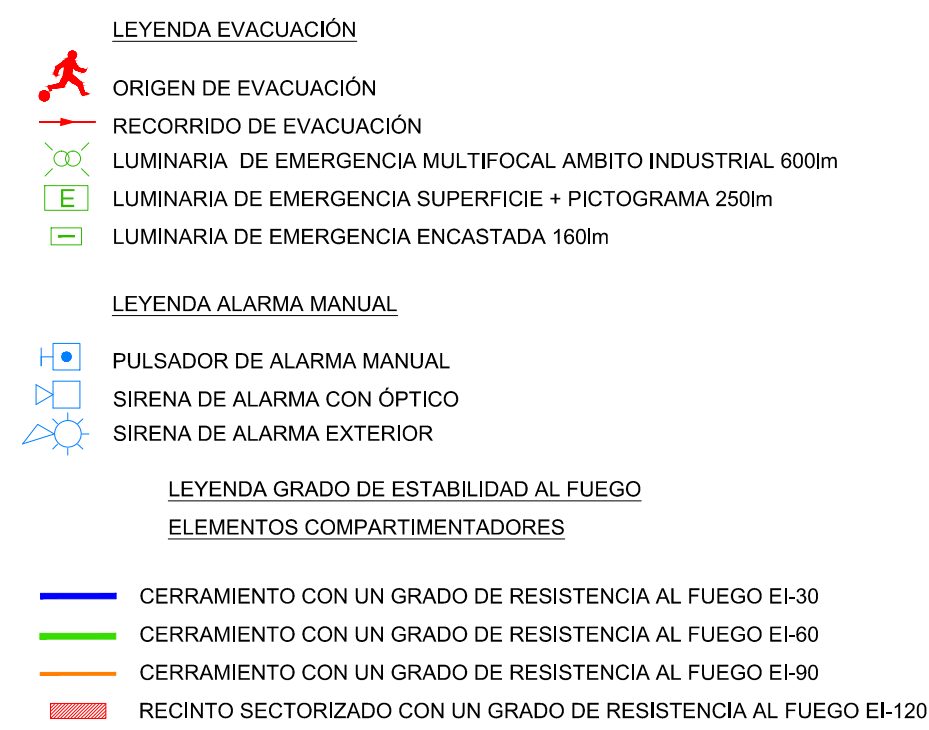 LEYENDA EVACUACIÓN
ORIGEN DE EVACUACIÓN
RECORRIDO DE EVACUACIÓN
LUMINARIA DE EMERGENCIA MULTIFOCAL AMBITO INDUSTRIAL 600lm
E LUMINARIA DE EMERGENCIA SUPERFICIE + PICTOGRAMA 250lm
LUMINARIA DE EMERGENCIA ENCASTADA 160lm
LEYENDA ALARMA MANUAL
PULSADOR DE ALARMA MANUAL
SIRENA DE ALARMA CON ÓPTICO
SIRENA DE ALARMA EXTERIOR
LEYENDA GRADO DE ESTABILIDAD AL FUEGO
ELEMENTOS COMPARTIMENTADORES
CERRAMIENTO CON UN GRADO DE RESISTENCIA AL FUEGO EI-30
CERRAMIENTO CON UN GRADO DE RESISTENCIA AL FUEGO EI-60
CERRAMIENTO CON UN GRADO DE RESISTENCIA AL FUEGO EI-90
RECINTO SECTORIZADO CON UN GRADO DE RESISTENCIA AL FUEGO EI-120